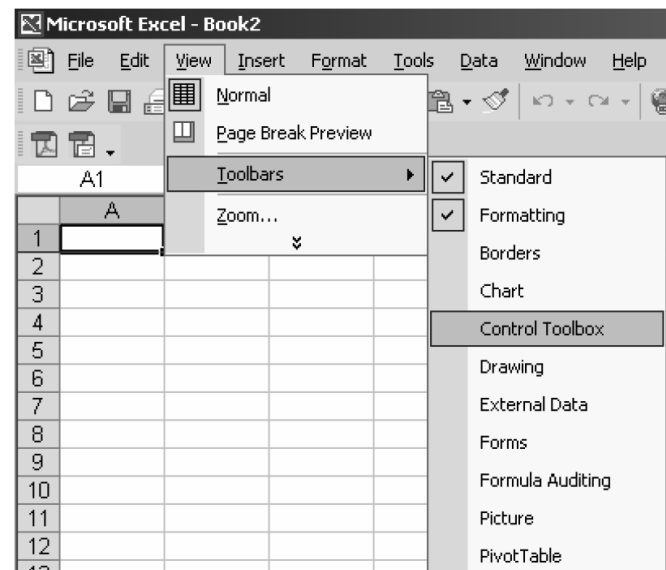 Microsoft Excel - Book2
File Edit View Insert Format Tools Data Window Help
Normal
Page Break Preview
Toolbars
Zoom...
A1
A
1
2
3
4
5
6
7
8
9
10
11
12
Standard
Formatting
Borders
Chart
Control Toolbox
Drawing
External Data
Forms
Formula Auditing
Picture
PivotTable